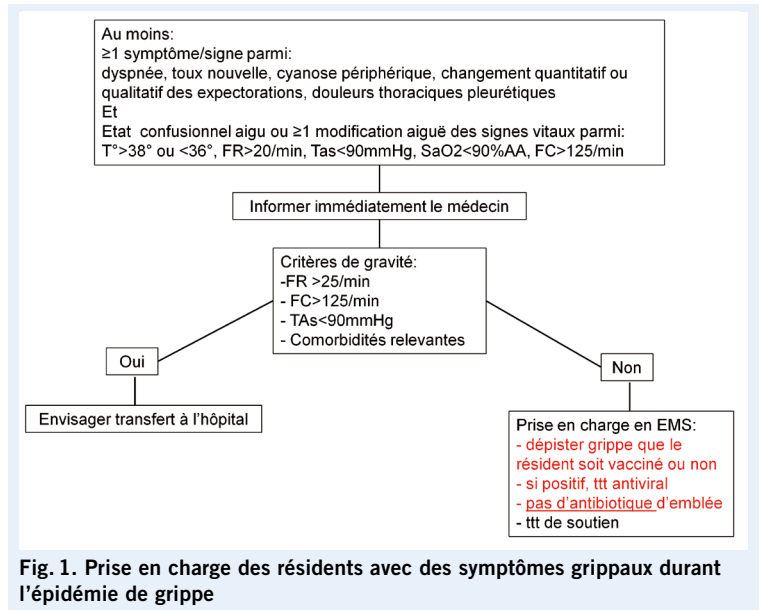 Au moins:
≥1 symptôme/signe parmi:
dyspnée, toux nouvelle, cyanose périphérique, changement quantitatif ou
qualitatif des expectorations, douleurs thoraciques pleurétiques
Et
Etat confusionnel aigu ou ≥1 modification aiguë des signes vitaux parmi:
T°>38° ou <36°, FR>20/min, Tas<90mmHg, SaO2<90%AA, FC>125/min
Informer immédiatement le médecin
Critères de gravité:
-FR >25/min
- FC>125/min
- TAs<90mmHg
- Comorbidités relevantes
Oui
Envisager transfert à l'hôpital
Non
Prise en charge en EMS:
- dépister grippe que le
résident soit vacciné ou non
- si positif, ttt antiviral
- pas d'antibiotique d'emblée
- ttt de soutien
Fig. 1. Prise en charge des résidents avec des symptômes grippaux durant
l'épidémie de grippe